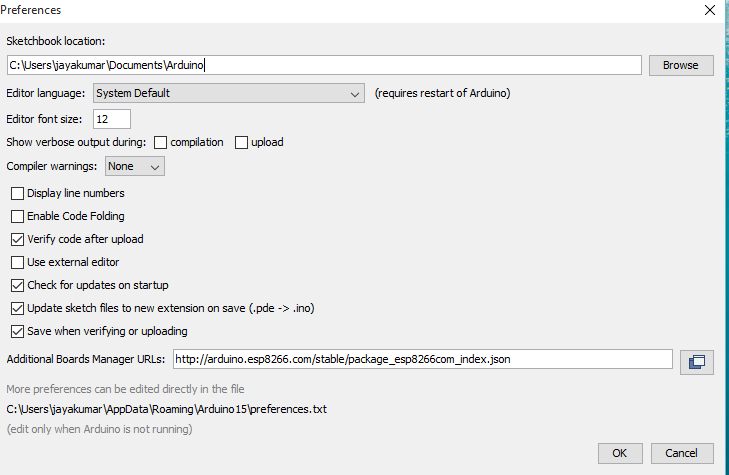 Preferences
Sketchbook location:
C:\Users\jayakumar\Documents\Arduino
Browse
Editor language: System Default (requires restart of Arduino)
Editor font size: 12
Show verbose output during: compilation upload
Compiler warnings: None
Display line numbers
Enable Code Folding
Verify code after upload
Use external editor
Check for updates on startup
Update sketch files to new extension on save (.pde -> .ino)
Save when verifying or uploading
Additional Boards Manager URLs: http://arduino.esp8266.com/stable/package_esp8266com_index.json
More preferences can be edited directly in the file
C:\Users\jayakumar\AppData\Roaming\Arduino15\preferences.txt
(edit only when Arduino is not running)
OK Cancel